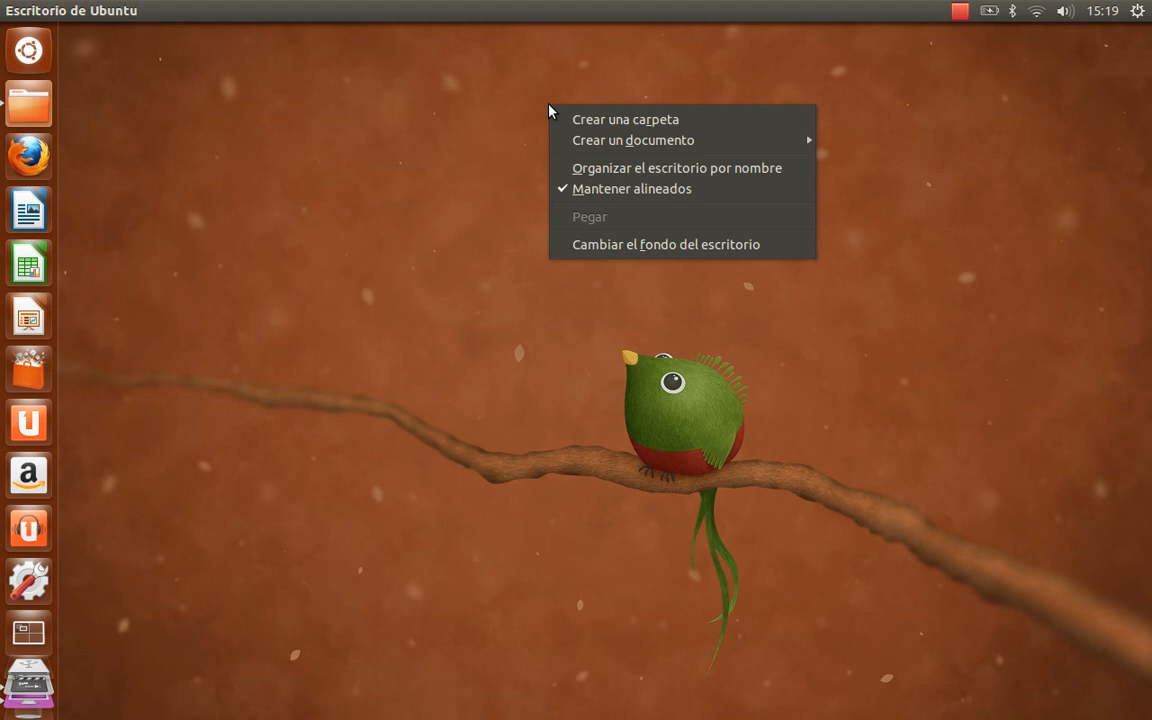 Escritorio de Ubuntu
15:19
Crear una carpeta
Crear un documento
Organizar el escritorio por nombre
Mantener alineados
Pegar
Cambiar el fondo del escritorio
U
a
U